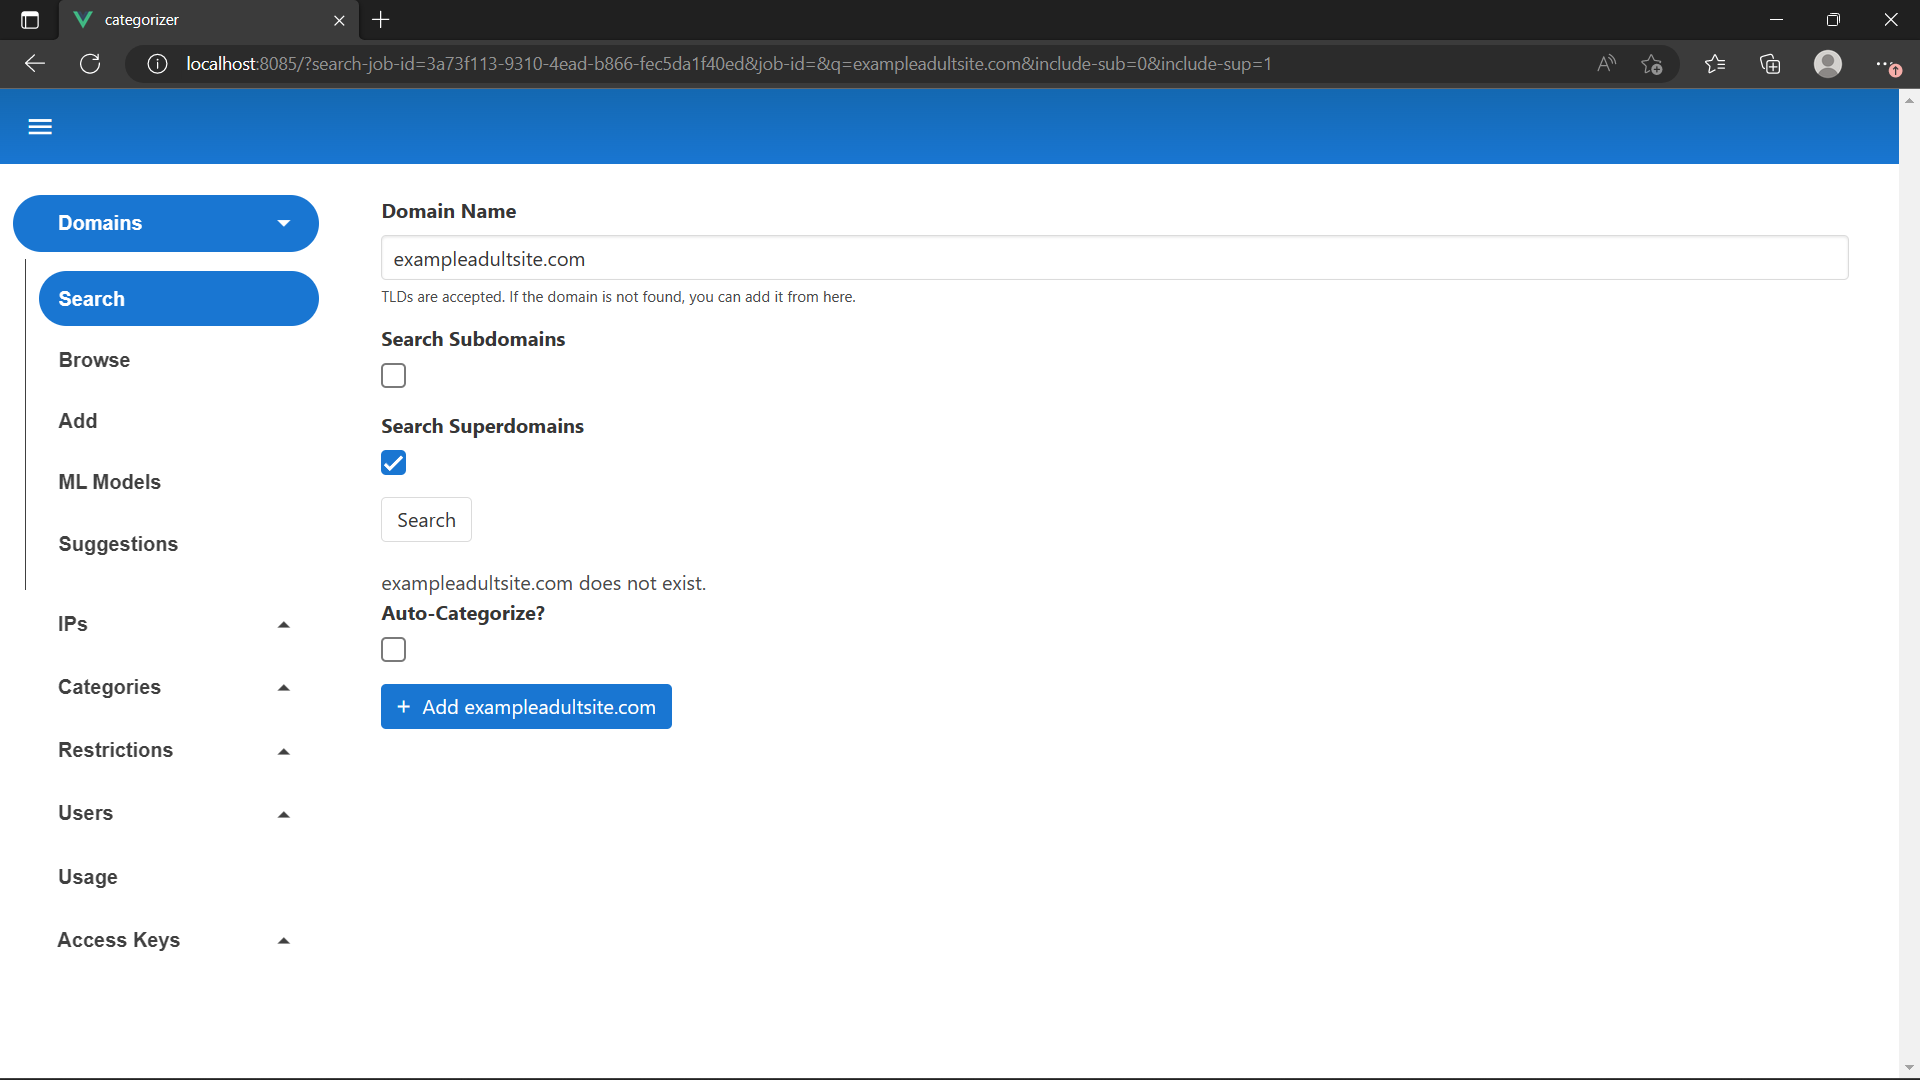 categorizer
localhost:8085/?search-job-id=3a73f113-9310-4ead-b866-fec5da1f40ed&job-id=&q=exampleadultsite.com&include-sub=0&include-sup=1
Domains
Search
Browse
Add
ML Models
Suggestions
IPs
Categories
Restrictions
Users
Usage
Access Keys
Domain Name
exampleadultsite.com
TLDs are accepted. If the domain is not found, you can add it from here.
Search Subdomains
Search Superdomains
Search
exampleadultsite.com does not exist.
Auto-Categorize?
+ Add exampleadultsite.com